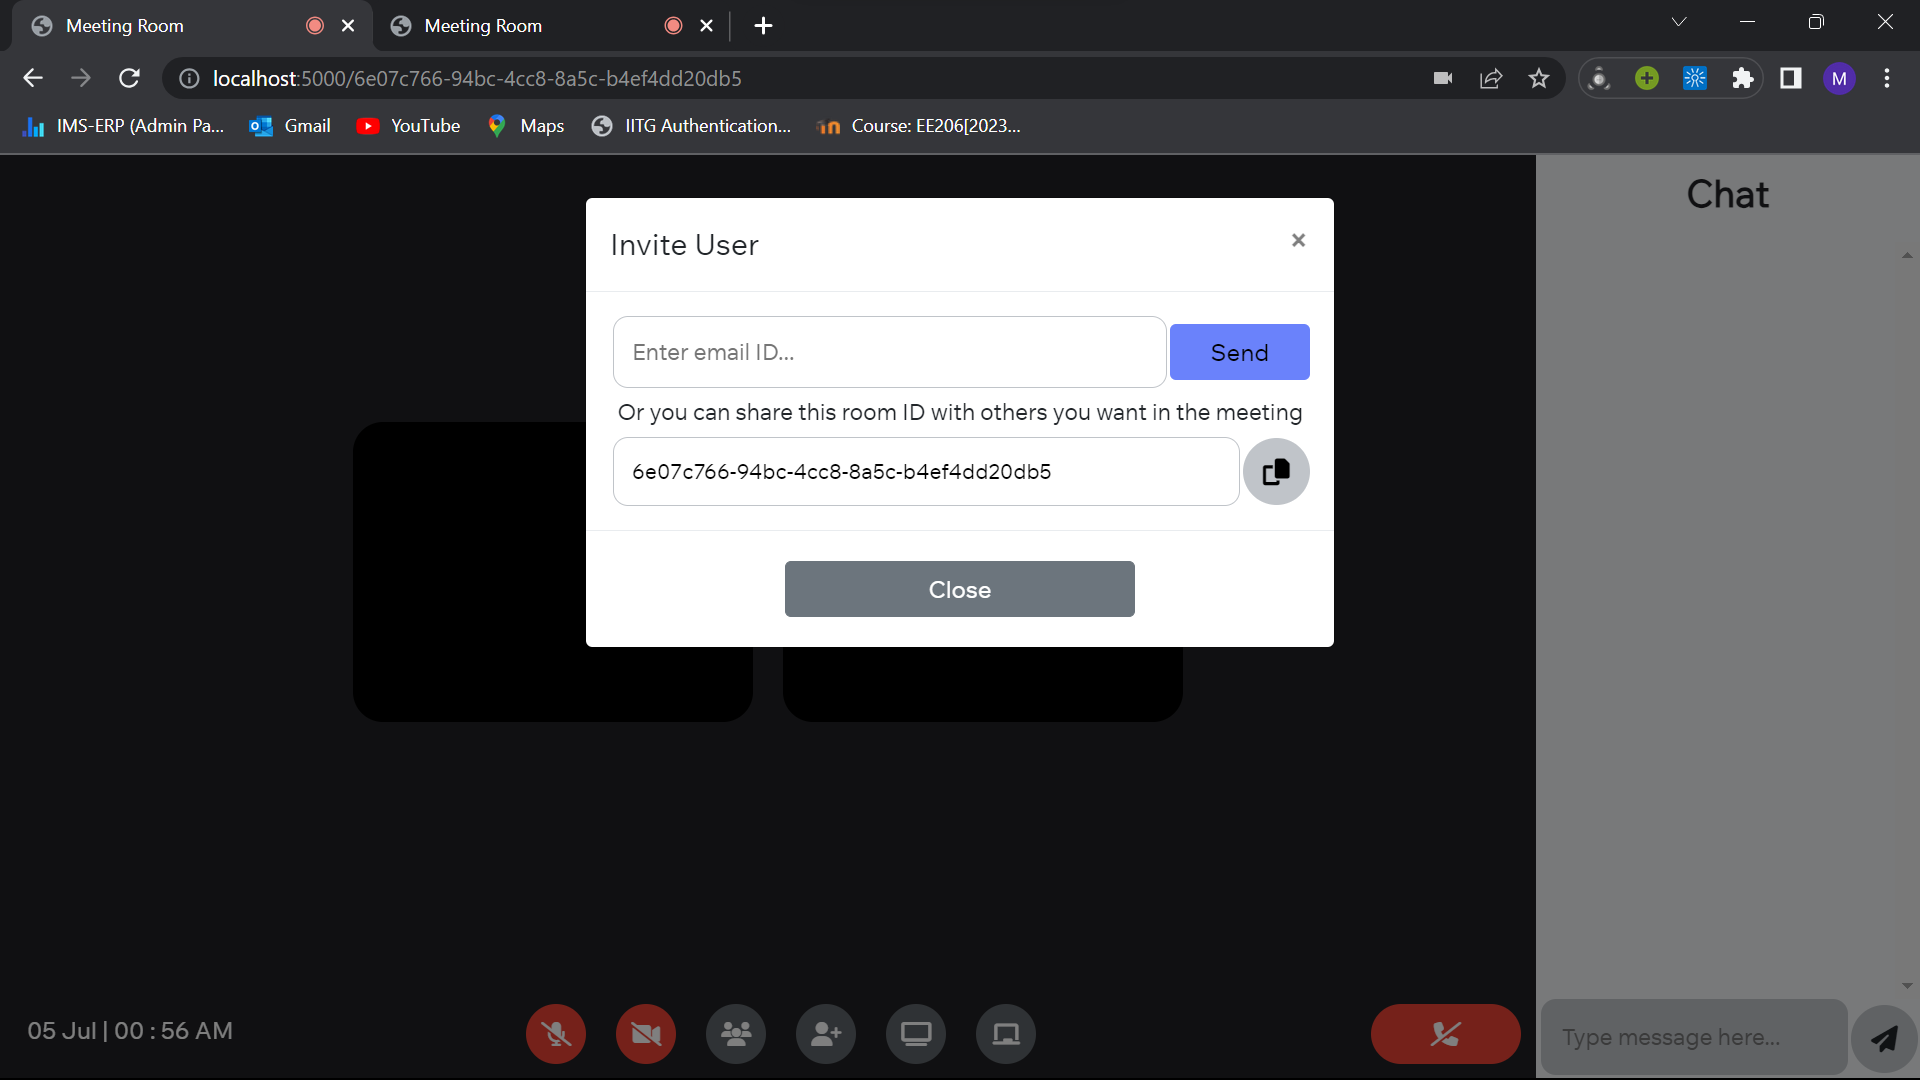 Meeting Room
Meeting Room
localhost:5000/6e07c766-94bc-4cc8-8a5c-b4ef4dd20db5
M
IMS-ERP (Admin Pa...
Gmail
YouTube
Maps
IITG Authentication...
Course: EE206[2023...
Invite User
×
Enter email ID...
Send
Or you can share this room ID with others you want in the meeting
6e07c766-94bc-4cc8-8a5c-b4ef4dd20db5
Close
Chat
05 Jul | 00 : 56 AM
Type message here...